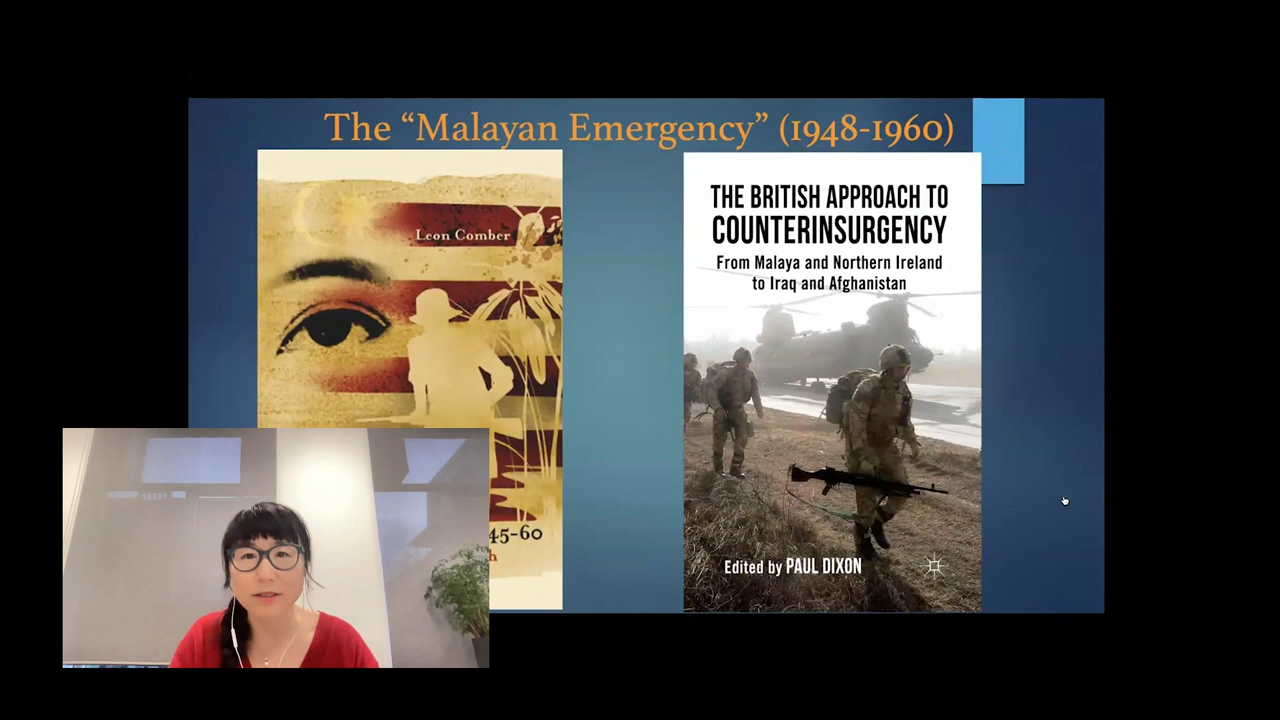 The “Malayan Emergency” (1948-1960)
Leon Comber
45-60
h
THE BRITISH APPROACH TO
COUNTERINSURGENCY
From Malaya and Northern Ireland
to Iraq and Afghanistan
Edited by PAUL DIXON